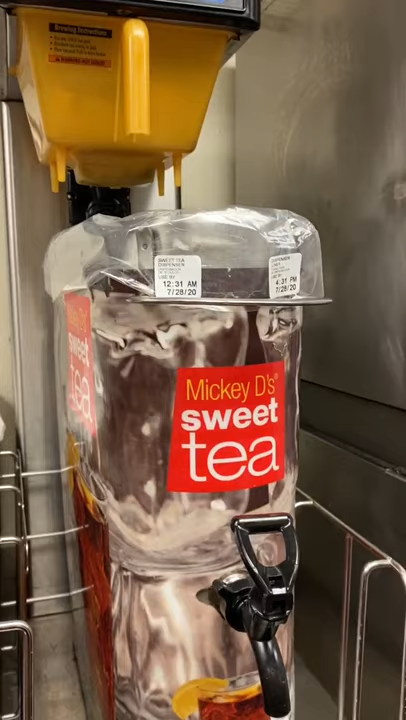 Brewing Instructions
SWEET TEA
DISPENSER
USE BY
12:31 AM
7/28/20
DISPENSER
USE BY
4:31 PM
7/28/20
Mickey D's®
sweet
tea
sweet
tea